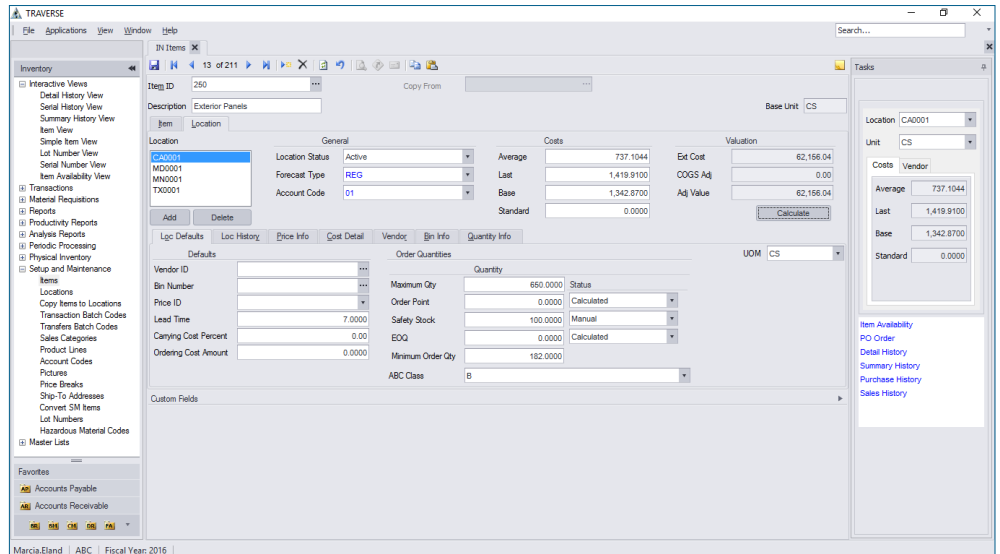 TRAVERSE
File Applications View Window Help
Search...
IN Items
Inventory
Interactive Views
Detail History View
Serial History View
Summary History View
Item View
Simple Item View
Lot Number View
Serial Number View
Item Availability View
Transactions
Material Requisitions
Reports
Productivity Reports
Analysis Reports
Periodic Processing
Physical Inventory
Setup and Maintenance
Items
Locations
Copy Items to Locations
Transaction Batch Codes
Transfers Batch Codes
Sales Categories
Product Lines
Account Codes
Pictures
Price Breaks
Ship-To Addresses
Convert SM Items
Lot Numbers
Hazardous Material Codes
Master Lists
Favorites
AP Accounts Payable
AR Accounts Receivable
BR BM CM DB FA
13 of 211
Item ID 250 Copy From
Description Exterior Panels Base Unit CS
Item Location
Location General Costs Valuation
CA0001
MD0001
MN0001
TX0001
Add Delete
Location Status Active Average 737.1044 Ext Cost 62,156.04
Forecast Type REG Last 1,419.9100 COGS Adj 0.00
Account Code 01 Base 1,342.8700 Adj Value 62,156.04
Standard 0.0000 Calculate
Loc Defaults Loc History Price Info Cost Detail Vendor Bin Info Quantity Info
Defaults Order Quantities UOM CS
Vendor ID Quantity
Bin Number Maximum Qty 650.0000 Status
Price ID Order Point 0.0000 Calculated
Lead Time 7.0000 Safety Stock 100.0000 Manual
Carrying Cost Percent 0.00 EOQ 0.0000 Calculated
Ordering Cost Amount 0.0000 Minimum Order Qty 182.0000
ABC Class B
Custom Fields
Tasks
Location CA0001
Unit CS
Costs Vendor
Average 737.1044
Last 1,419.9100
Base 1,342.8700
Standard 0.0000
Item Availability
PO Order
Detail History
Summary History
Purchase History
Sales History
Marcia.Eland ABC Fiscal Year: 2016